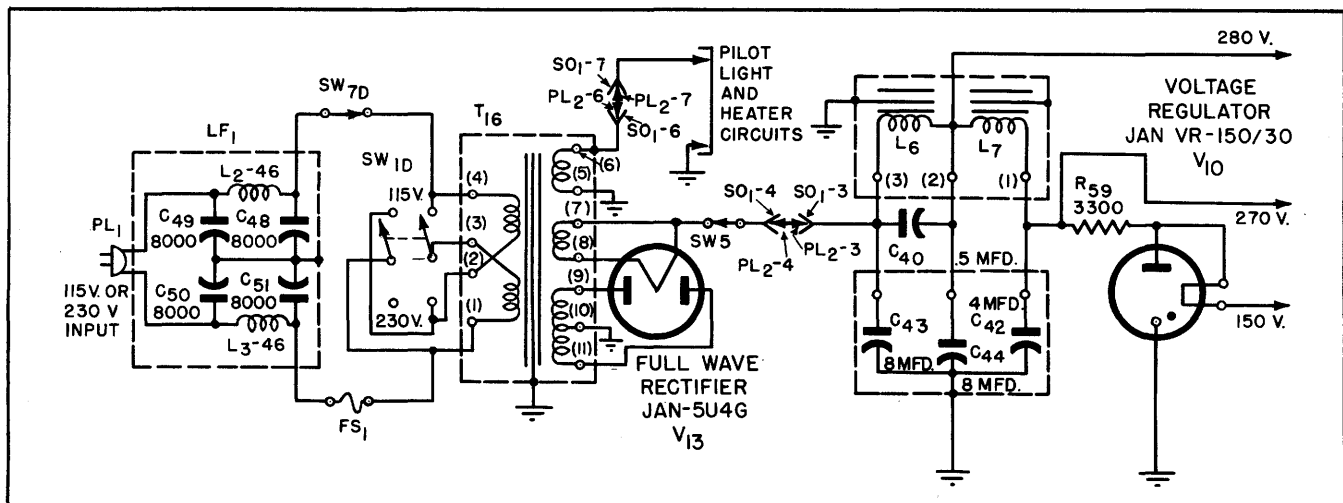 LF₁
L₂-46
C₄₉
8000
C₄₈
8000
PL₁
115V. OR
230 V
INPUT
C₅₀
8000
C₅₁
8000
L₃-46
SW₇D
FS₁
SW₁D
115V.
230V.
T₁₆
(4)
(3)
(2)
(1)
(5)
(6)
(7)
(8)
(9)
(10)
(11)
SO₁-7
PL₂-6
PL₂-7
SO₁-6
PILOT
LIGHT
AND
HEATER
CIRCUITS
SW5
FULL WAVE
RECTIFIER
JAN-5U4G
V₁₃
SO₁-4
SO₁-3
PL₂-4
PL₂-3
L₆
L₇
(3)
(2)
(1)
C₄₀
.5 MFD.
C₄₃
8 MFD.
C₄₄
8 MFD.
4 MFD.
C₄₂
280 V.
VOLTAGE
REGULATOR
JAN VR-150/30
V₁₀
R₅₉
3300
270 V.
150 V.